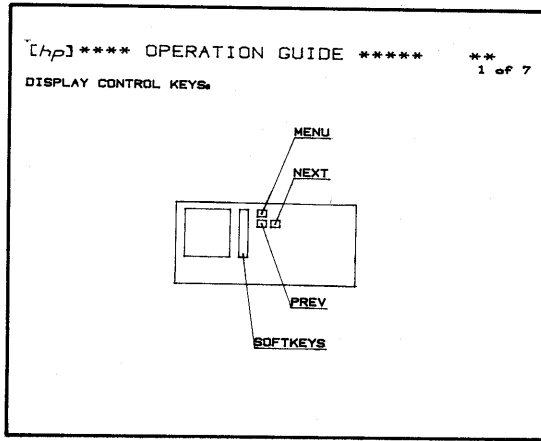 [hp] **** OPERATION GUIDE ***** **
1 of 7
DISPLAY CONTROL KEYS.
MENU
NEXT
PREV
SOFTKEYS